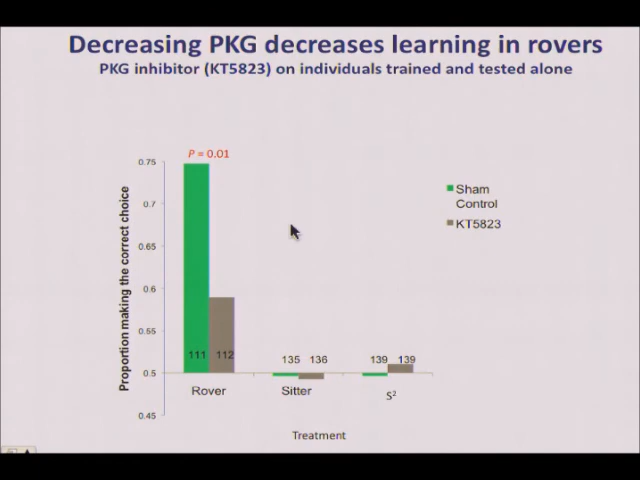 Decreasing PKG decreases learning in rovers
PKG inhibitor (KT5823) on individuals trained and tested alone
P = 0.01
0.75
0.7
0.65
0.6
0.55
0.5
0.45
Proportion making the correct choice
111
112
135
136
139
139
Rover
Sitter
S²
Treatment
Sham
Control
KT5823